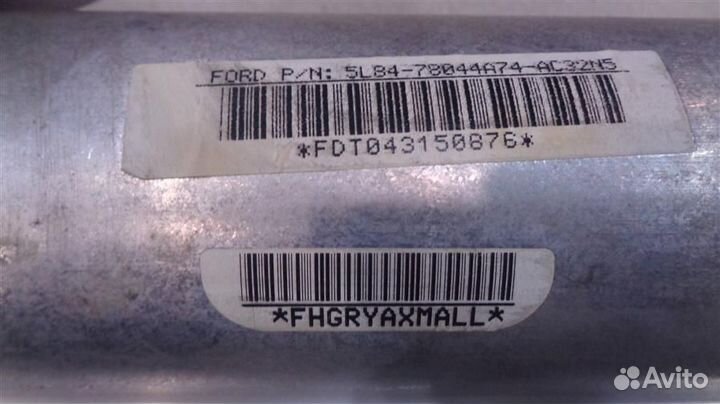 FORD P/N: 5L84-78044A74-AC32N5
*FDT043150876*
*FHGRYAXMALL*
Avito